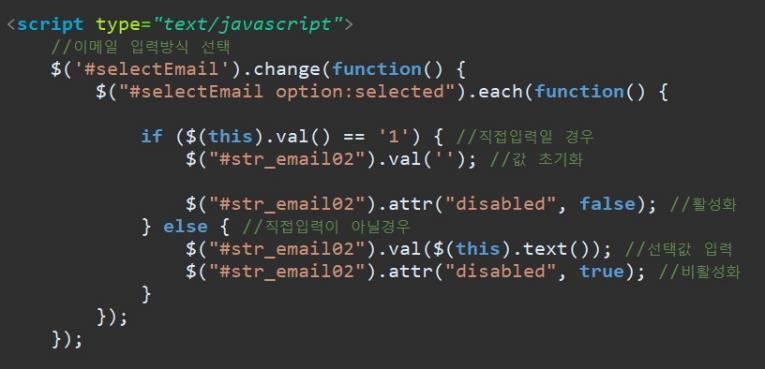 <script type="text/javascript">
//이메일 입력방식 선택
$('#selectEmail').change(function() {
$("#selectEmail option:selected").each(function() {
if ($(this).val() == '1') { //직접입력일 경우
$("#str_email02").val(''); //값 초기화
$("#str_email02").attr("disabled", false); //활성화
} else { //직접입력이 아닐경우
$("#str_email02").val($(this).text()); //선택값 입력
$("#str_email02").attr("disabled", true); //비활성화
}
});
});